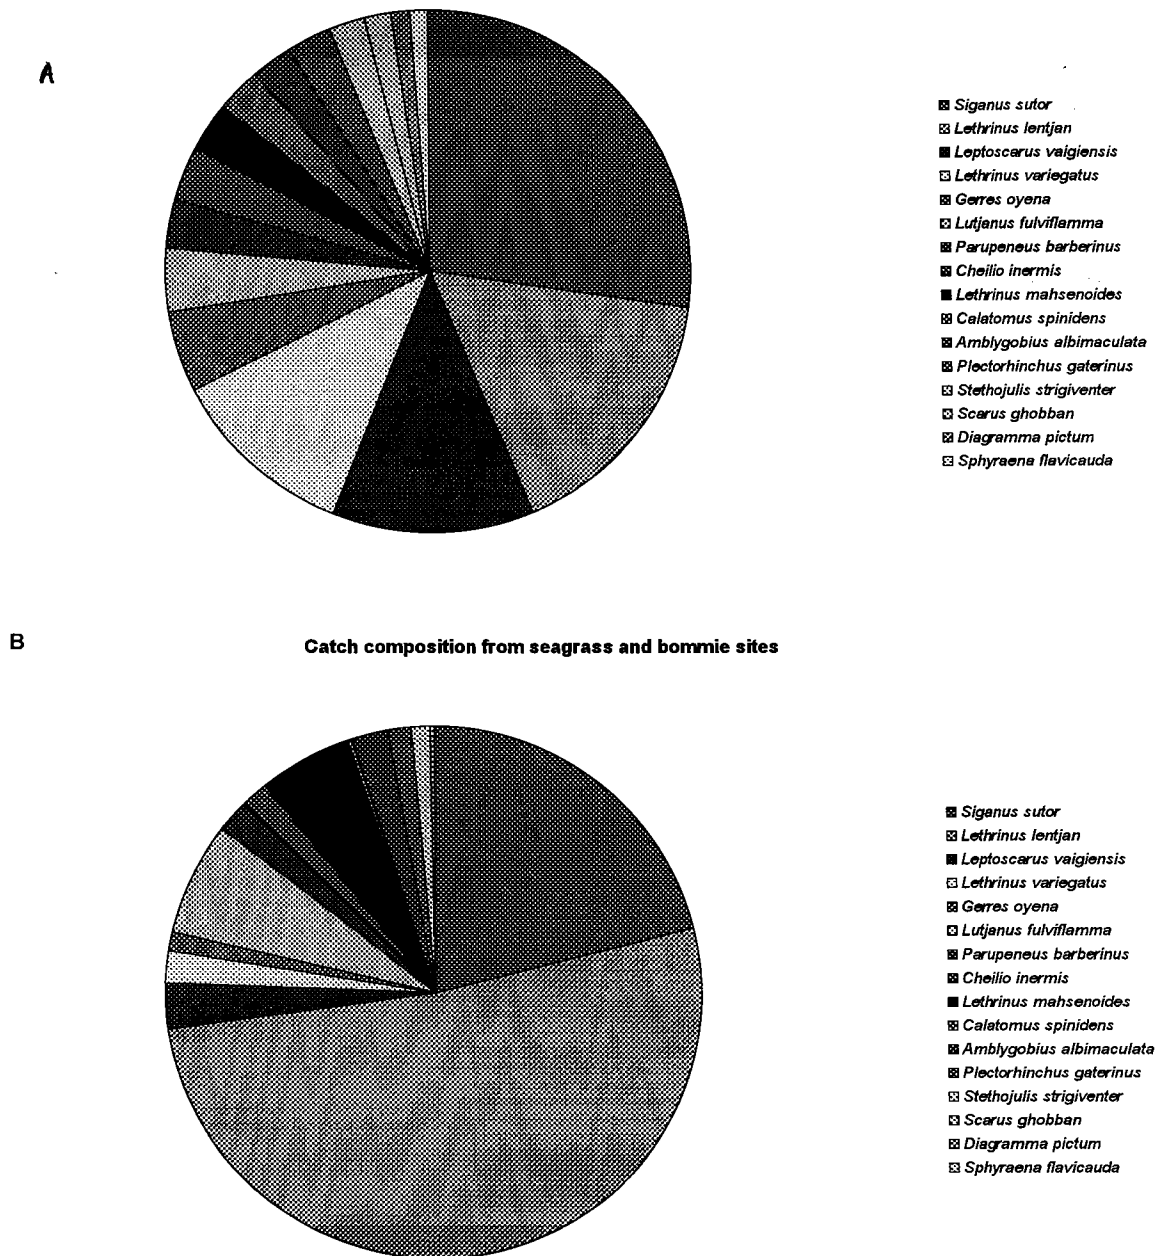 A
Siganus sutor
Lethrinus lentjan
Leptoscarus vaigiensis
Lethrinus variegatus
Gerres oyena
Lutjanus fulviflamma
Parupeneus barberinus
Cheilio inermis
Lethrinus mahsenoides
Calatomus spinidens
Amblygobius albimaculata
Plectorhinchus gaterinus
Stethojulis strigiventer
Scarus ghobban
Diagramma pictum
Sphyraena flavicauda
B
Catch composition from seagrass and bommie sites
Siganus sutor
Lethrinus lentjan
Leptoscarus vaigiensis
Lethrinus variegatus
Gerres oyena
Lutjanus fulviflamma
Parupeneus barberinus
Cheilio inermis
Lethrinus mahsenoides
Calatomus spinidens
Amblygobius albimaculata
Plectorhinchus gaterinus
Stethojulis strigiventer
Scarus ghobban
Diagramma pictum
Sphyraena flavicauda